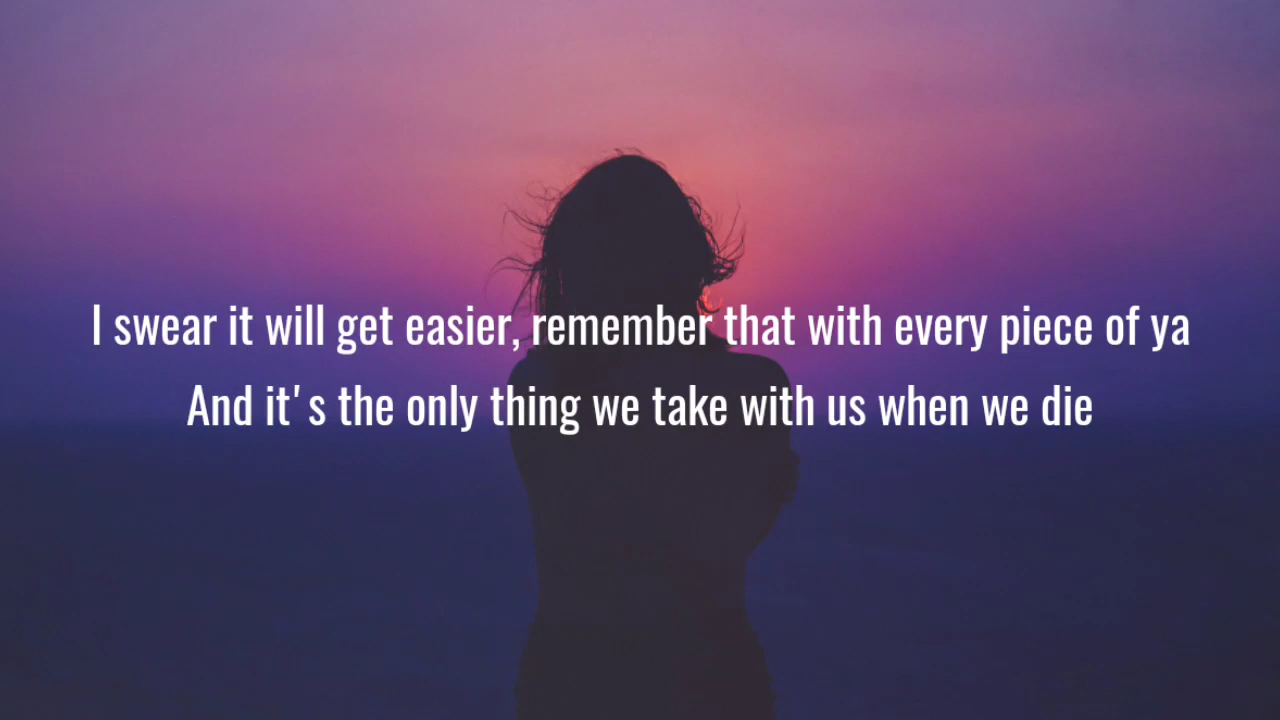 I swear it will get easier, remember that with every piece of ya
And it's the only thing we take with us when we die